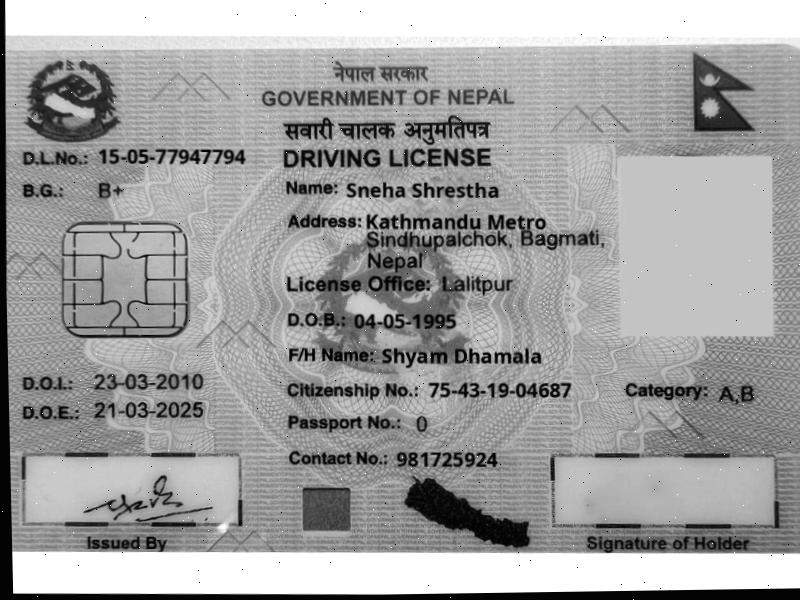 नेपाल सरकार
GOVERNMENT OF NEPAL
सवारी चालक अनुमतिपत्र
DRIVING LICENSE
D.L.No.: 15-05-77947794
B.G.: B+
Name: Sneha Shrestha
Address: Kathmandu Metro
Sindhupalchok, Bagmati,
Nepal
License Office: Lalitpur
D.O.B.: 04-05-1995
F/H Name: Shyam Dhamala
D.O.I.: 23-03-2010
Citizenship No.: 75-43-19-04687
Category: A,B
D.O.E.: 21-03-2025
Passport No.: 0
Contact No.: 981725924
Issued By
Signature of Holder